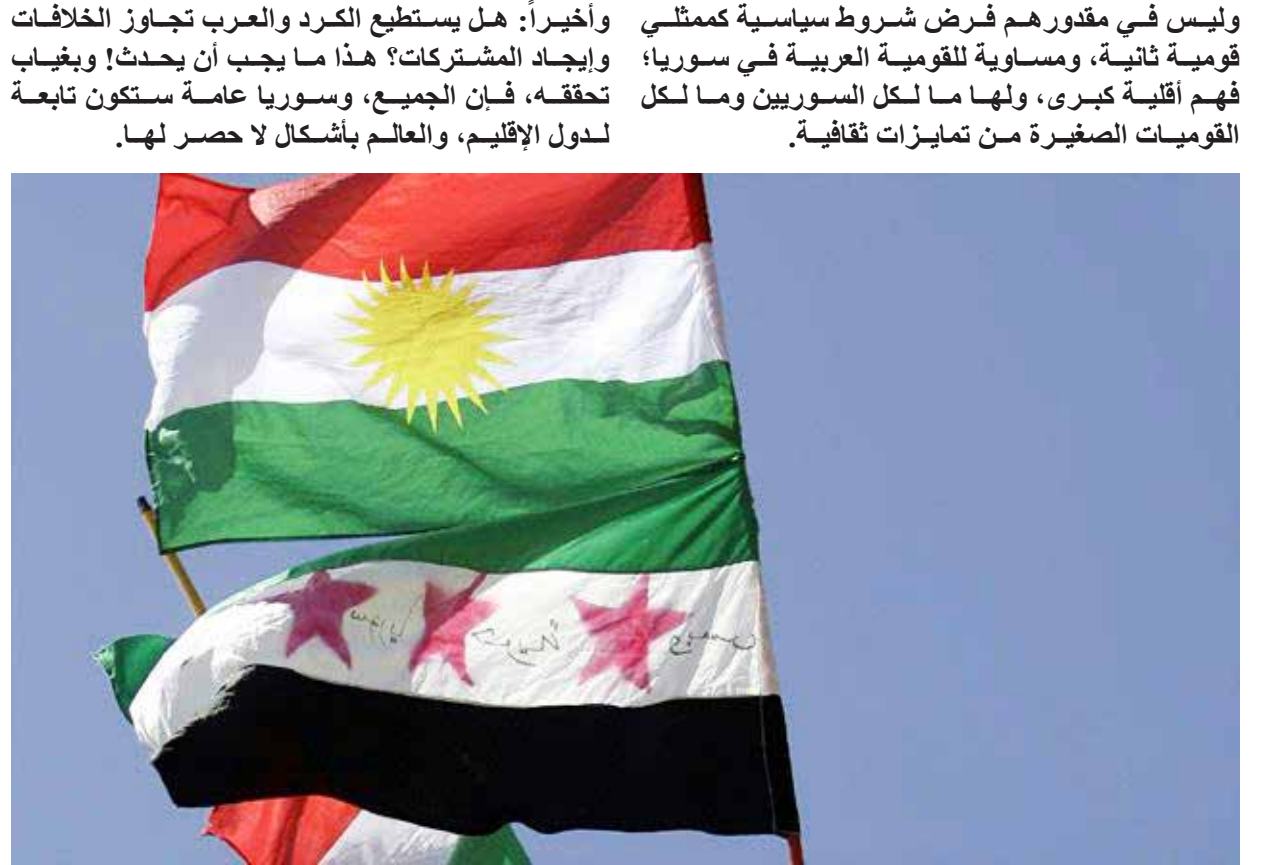 وليس في مقدورهم فرض شروط سياسية كممثلي
قومية ثانية، ومساوية للقومية العربية في سوريا؛
فهم أقلية كبرى، ولها ما لكل السوريين وما لكل
القوميات الصغيرة من تمايزات ثقافية.
وأخيراً: هل يستطيع الكرد والعرب تجاوز الخلافات
وإيجاد المشتركات؟ هذا ما يجب أن يحدث! وبغياب
تحققه، فإن الجميع، وسوريا عامة ستكون تابعة
لدول الإقليم، والعالم بأشكال لا حصر لها.